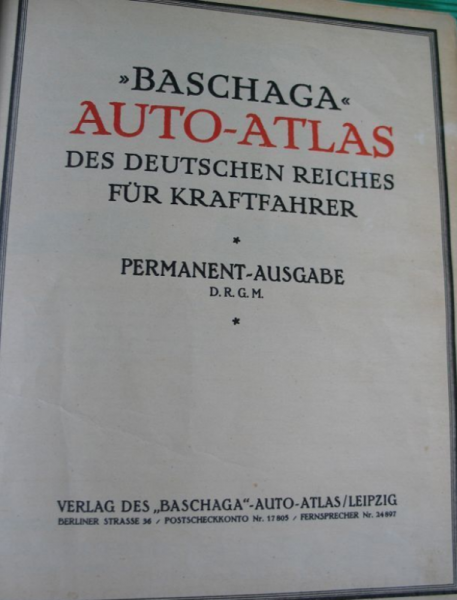 »BASCHAGA«
AUTO-ATLAS
DES DEUTSCHEN REICHES
FÜR KRAFTFAHRER
*
PERMANENT-AUSGABE
D. R. G. M.
*
VERLAG DES „BASCHAGA“-AUTO-ATLAS/LEIPZIG
BERLINER STRASSE 36 / POSTSCHECKKONTO Nr. 17805 / FERNSPRECHER Nr. 24897